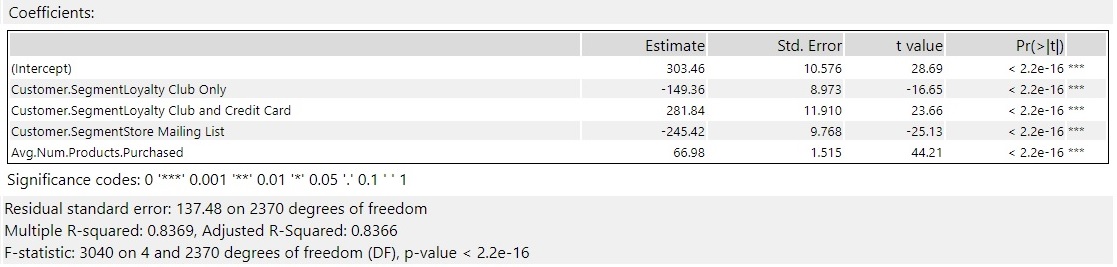 Coefficients:
Estimate Std. Error t value Pr(>|t|)
(Intercept) 303.46 10.576 28.69 < 2.2e-16 ***
Customer.SegmentLoyalty Club Only -149.36 8.973 -16.65 < 2.2e-16 ***
Customer.SegmentLoyalty Club and Credit Card 281.84 11.910 23.66 < 2.2e-16 ***
Customer.SegmentStore Mailing List -245.42 9.768 -25.13 < 2.2e-16 ***
Avg.Num.Products.Purchased 66.98 1.515 44.21 < 2.2e-16 ***
Significance codes: 0 '***' 0.001 '**' 0.01 '*' 0.05 '.' 0.1 ' ' 1
Residual standard error: 137.48 on 2370 degrees of freedom
Multiple R-squared: 0.8369, Adjusted R-Squared: 0.8366
F-statistic: 3040 on 4 and 2370 degrees of freedom (DF), p-value < 2.2e-16